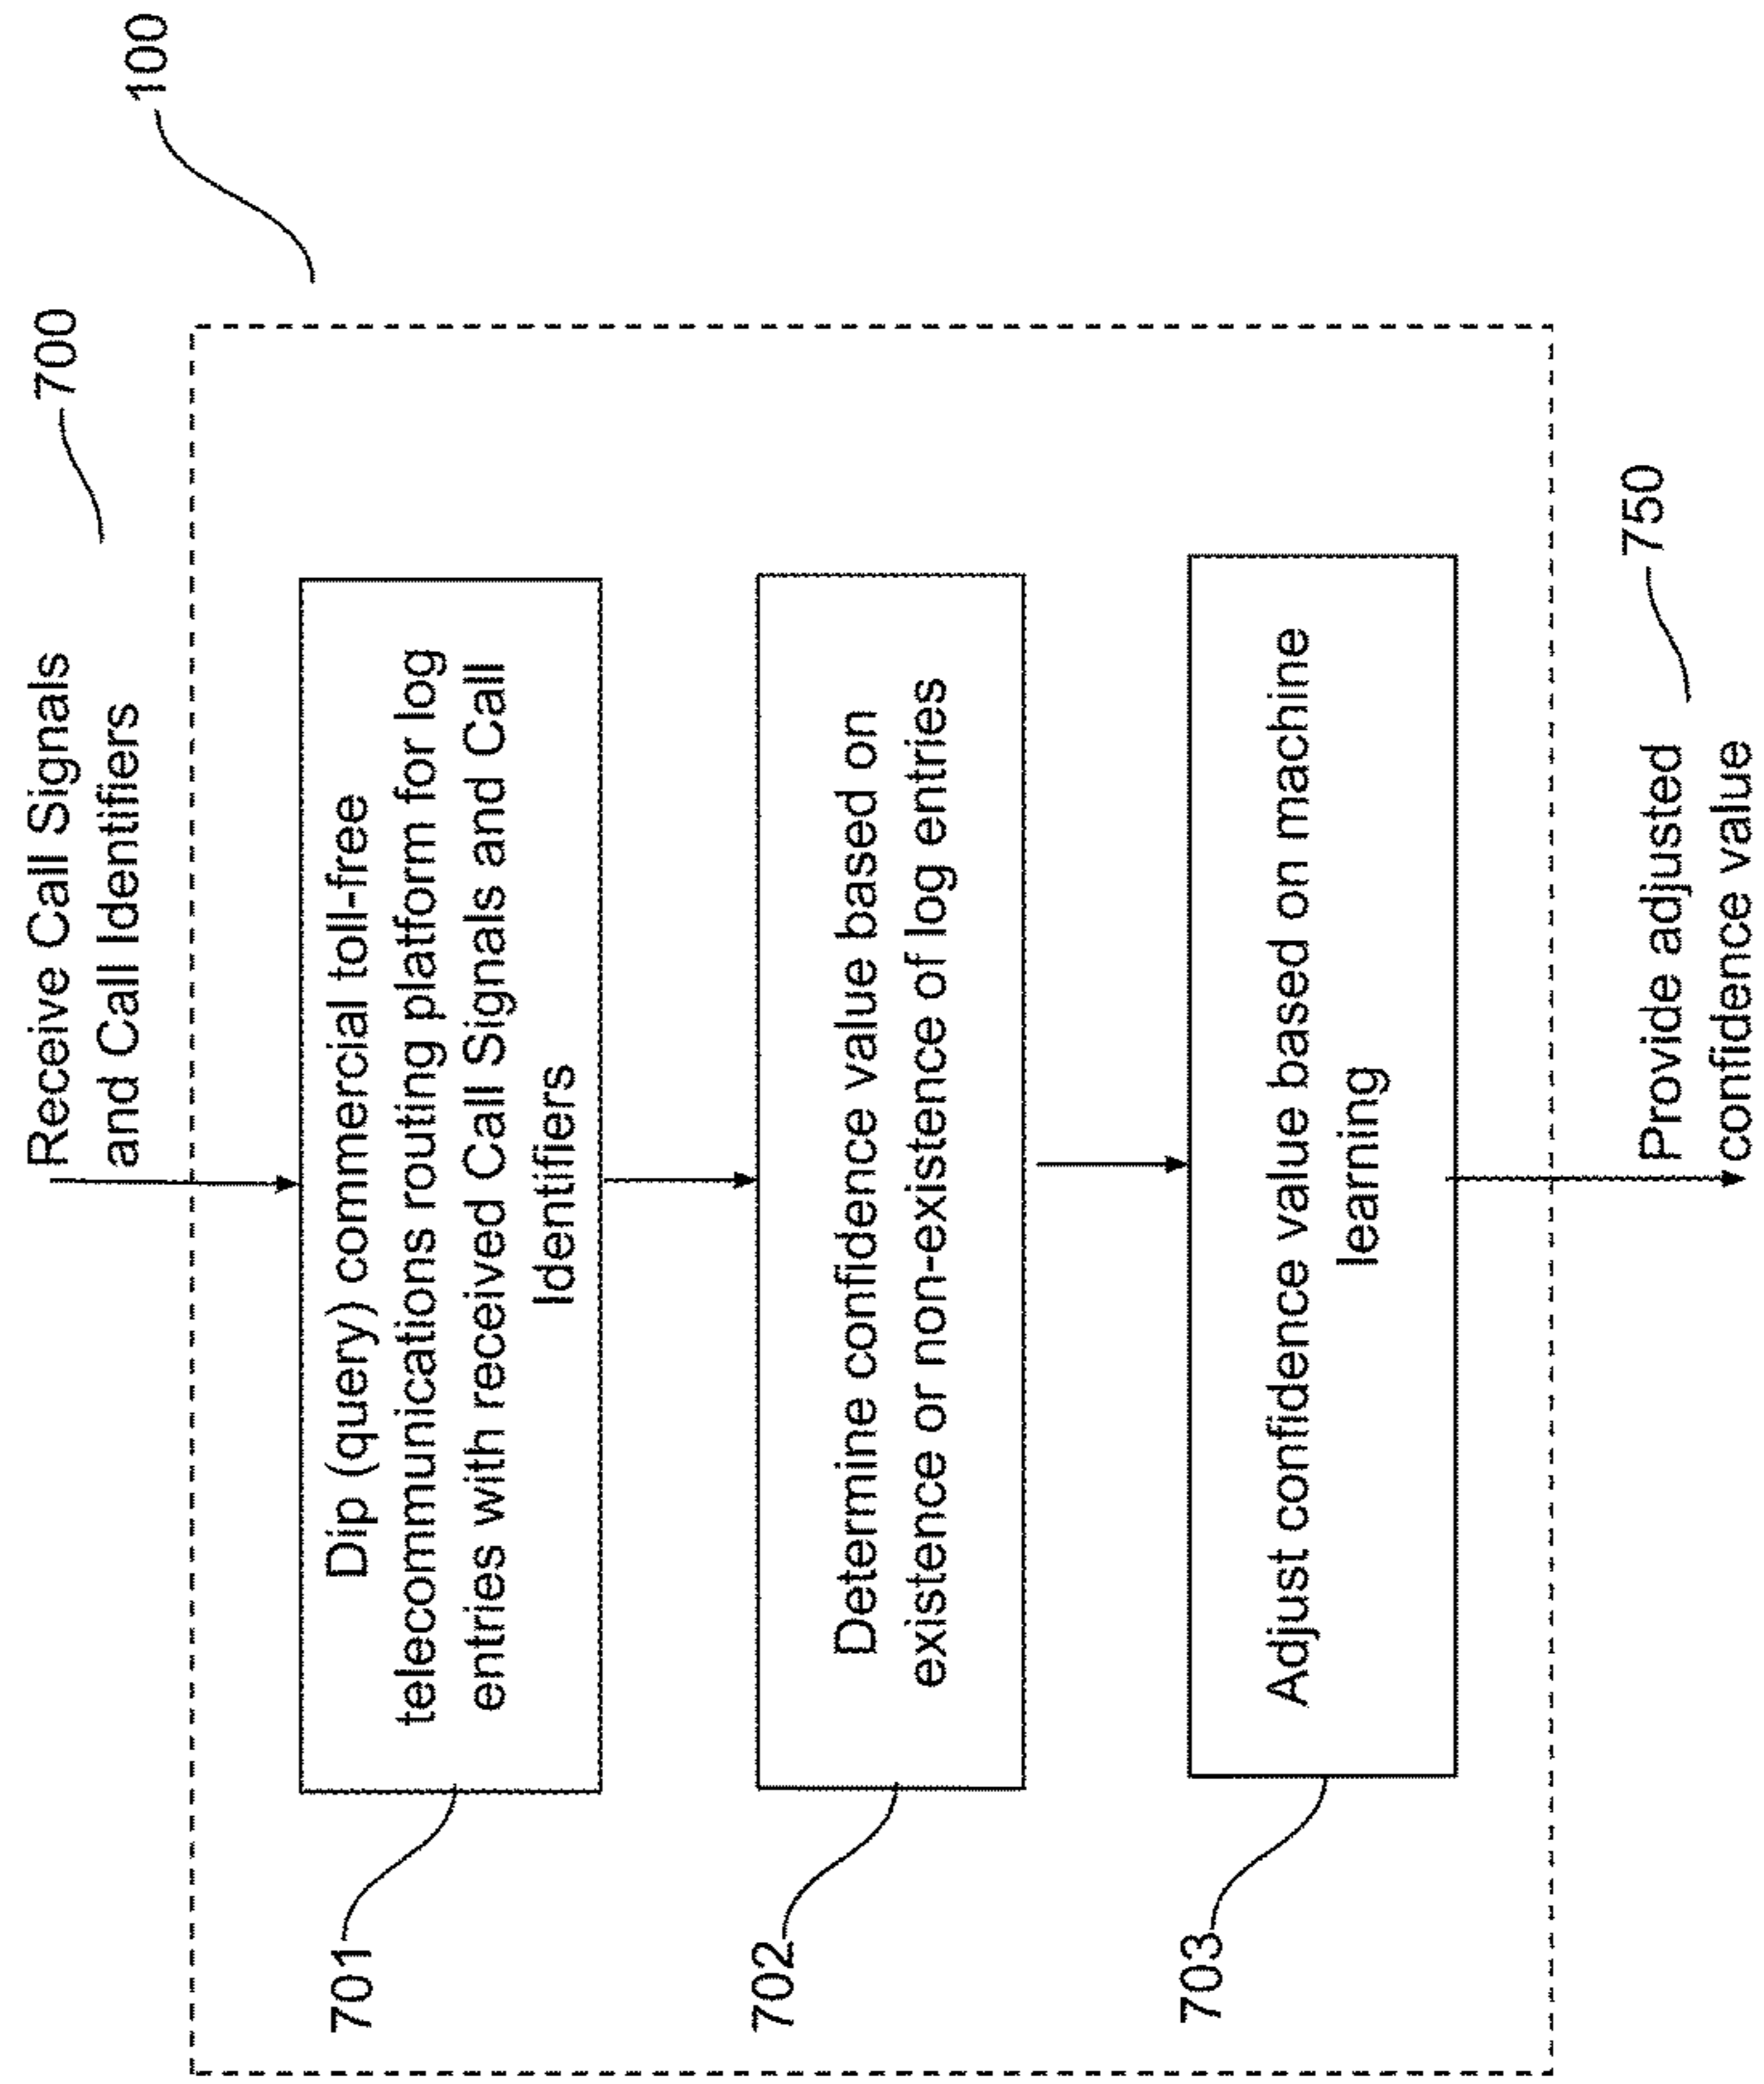 100
Receive Call Signals
and Call Identifiers
700
701
Dip (query) commercial toll-free
telecommunications routing platform for log
entries with received Call Signals and Call
Identifiers
702
Determine confidence value based on
existence or non-existence of log entries
703
Adjust confidence value based on machine
learning
Provide adjusted
confidence value
750